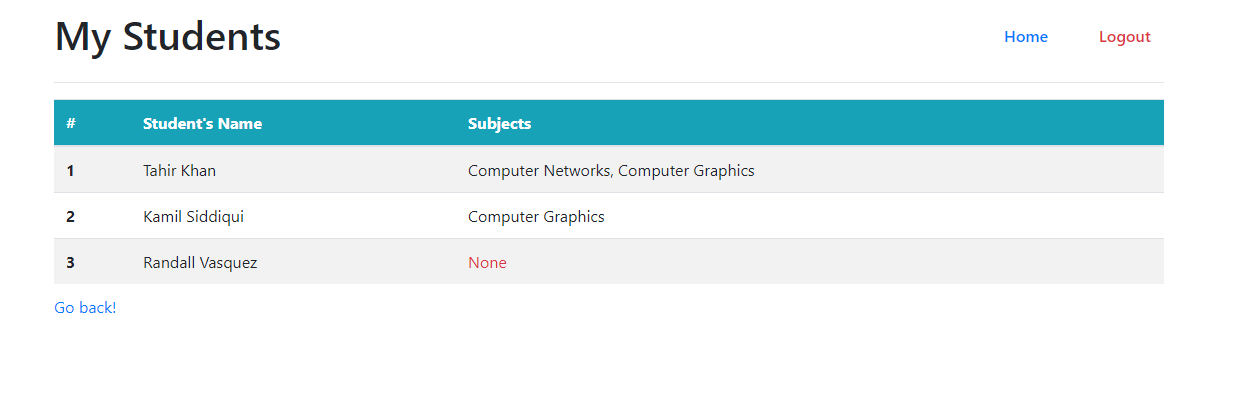 My Students Home Logout
# Student's Name Subjects
1 Tahir Khan Computer Networks, Computer Graphics
2 Kamil Siddiqui Computer Graphics
3 Randall Vasquez None
Go back!